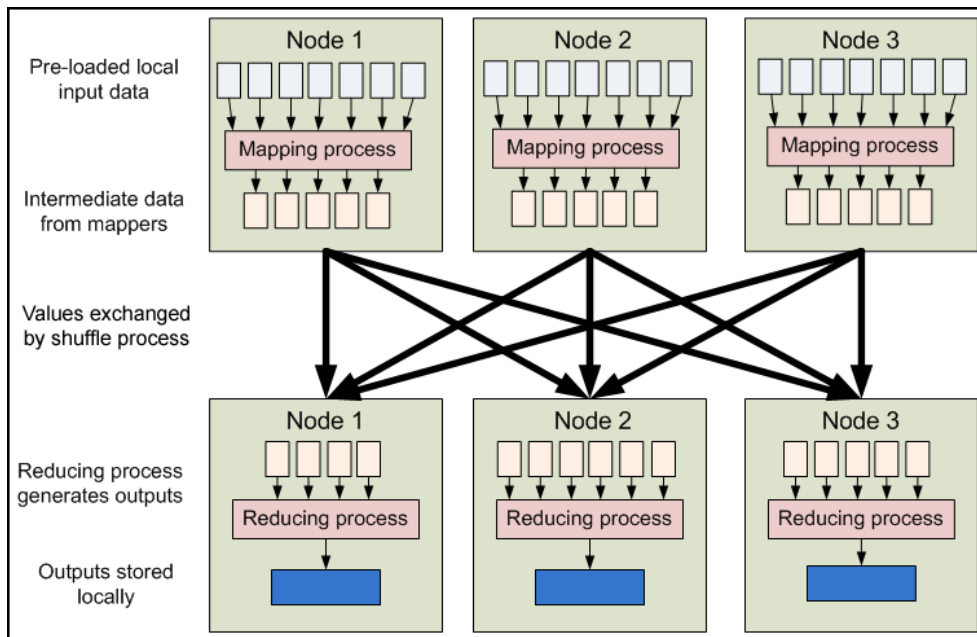 Node 1
Node 2
Node 3
Pre-loaded local
input data
Mapping process
Mapping process
Mapping process
Intermediate data
from mappers
Values exchanged
by shuffle process
Node 1
Node 2
Node 3
Reducing process
generates outputs
Reducing process
Reducing process
Reducing process
Outputs stored
locally